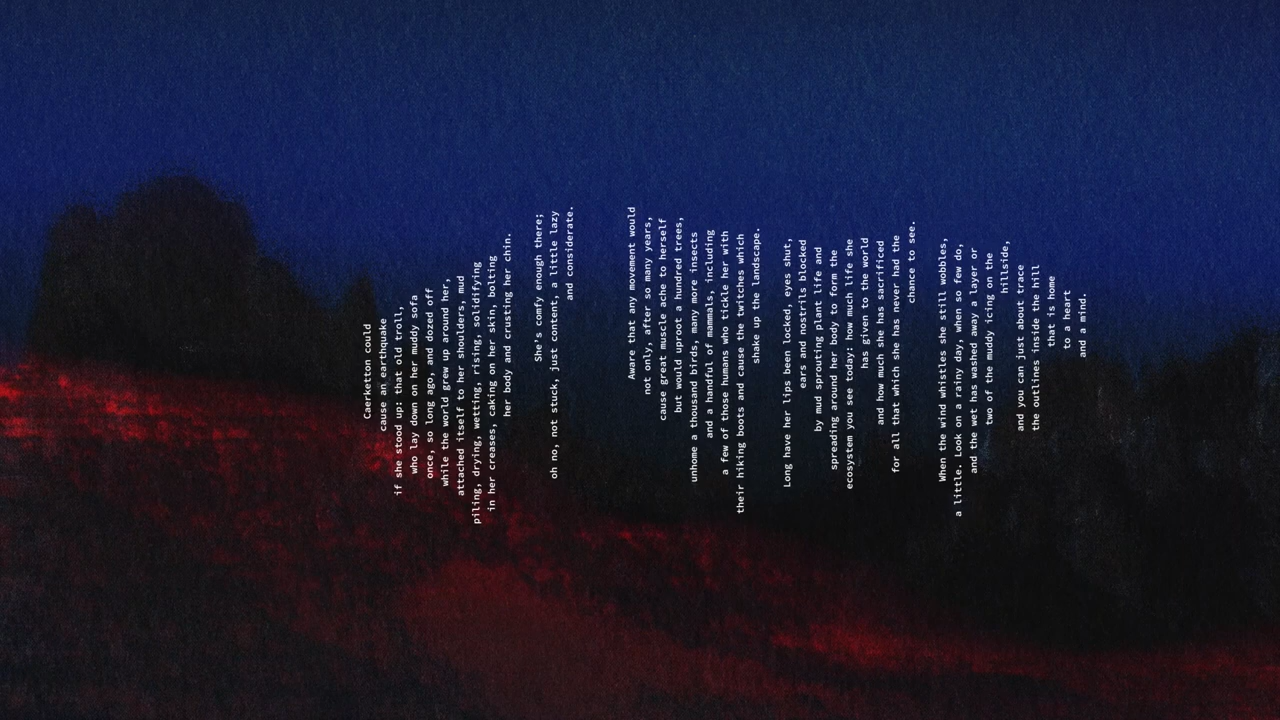 Caerketton could
cause an earthquake
if she stood up: that old troll,
who lay down on her muddy sofa
once, so long ago, and dozed off
while the world grew up around her,
attached itself to her shoulders, mud
piling, drying, wetting, rising, solidifying
in her creases, caking on her skin, bolting
her body and crusting her chin.
She's comfy enough there;
oh no, not stuck, just content, a little lazy
and considerate.
Aware that any movement would
not only, after so many years,
cause great muscle ache to herself
but would uproot a hundred trees,
unhome a thousand birds, many more insects
and a handful of mammals, including
a few of those humans who tickle her with
their hiking boots and cause the twitches which
shake up the landscape.
Long have her lips been locked, eyes shut,
ears and nostrils blocked
by mud sprouting plant life and
spreading around her body to form the
ecosystem you see today: how much life she
has given to the world
and how much she has sacrificed
for all that which she has never had the
chance to see.
When the wind whistles she still wobbles,
a little. Look on a rainy day, when so few do,
and the wet has washed away a layer or
two of the muddy icing on the
hillside,
and you can just about trace
the outlines inside the hill
that is home
to a heart
and a mind.